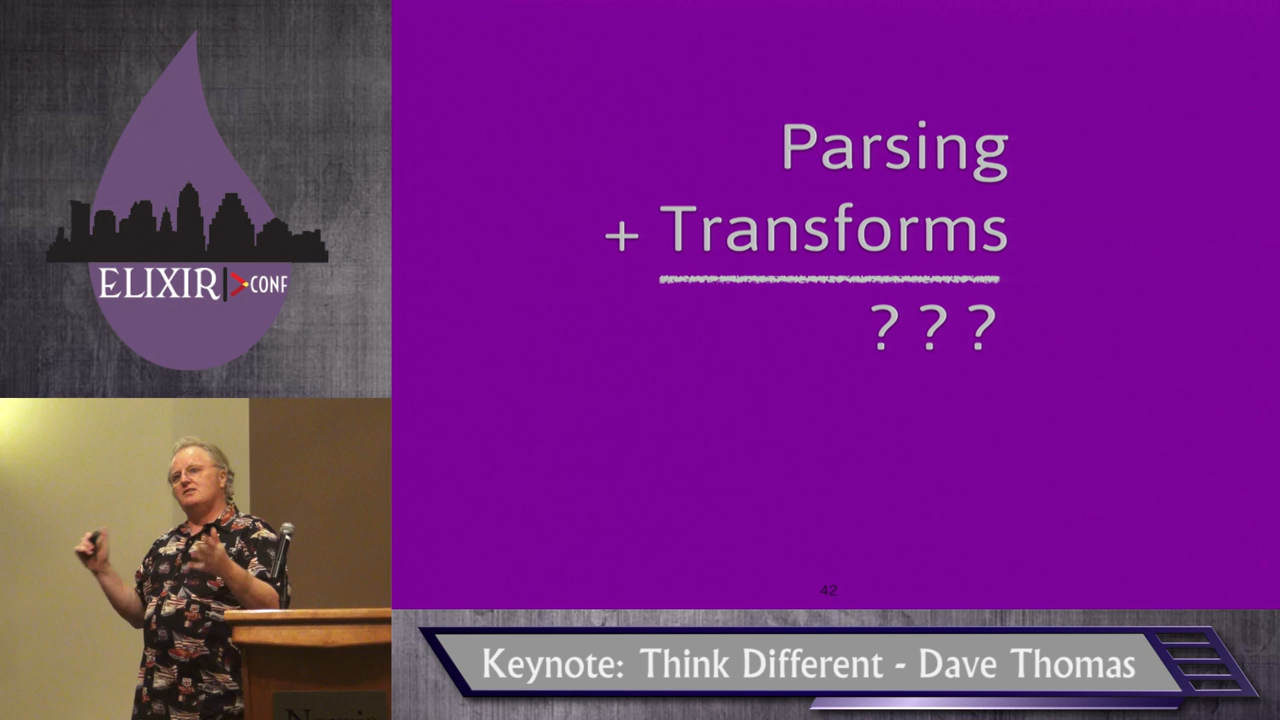 ELIXIR CONF
Parsing
+ Transforms
? ? ?
42
Keynote: Think Different - Dave Thomas